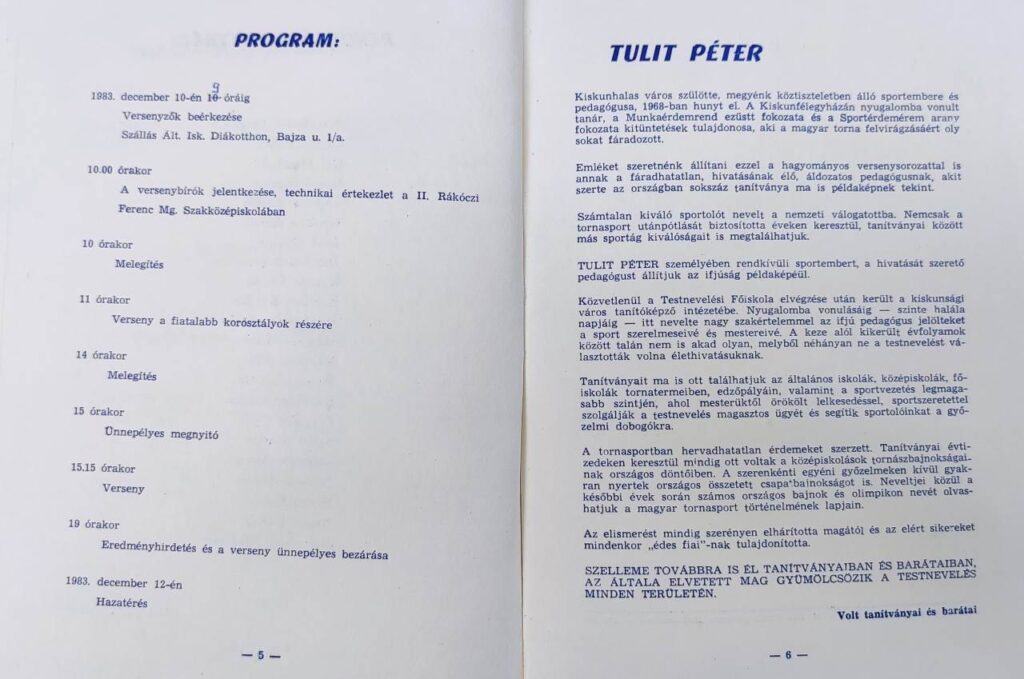 PROGRAM:
9
1983. december 10-én 10 óráig
Versenyzők beérkezése
Szállás Ált. Isk. Diákotthon, Bajza u. 1/a.
10.00 órakor
A versenybírók jelentkezése, technikai értekezlet a II. Rákóczi
Ferenc Mg. Szakközépiskolában
10 órakor
Melegítés
11 órakor
Verseny a fiatalabb korosztályok részére
14 órakor
Melegítés
15 órakor
Ünnepélyes megnyitó
15.15 órakor
Verseny
19 órakor
Eredményhirdetés és a verseny ünnepélyes bezárása
1983. december 12-én
Hazatérés
— 5 —
TULIT PÉTER
Kiskunhalas város szülötte, megyénk köztiszteletben álló sportembere és
pedagógusa, 1968-ban hunyt el. A Kiskunfélegyházán nyugalomba vonult
tanár, a Munkaérdemrend ezüstt fokozata és a Sportérdemérem arany
fokozata kitüntetések tulajdonosa, aki a magyar torna felvirágzásáért oly
sokat fáradozott.
Emléket szeretnénk állítani ezzel a hagyományos versenysorozattal is
annak a fáradhatatlan, hivatásának élő, áldozatos pedagógusnak, akit
szerte az országban sokszáz tanítványa ma is példaképnek tekint.
Számtalan kiváló sportolót nevelt a nemzeti válogatottba. Nemcsak a
tornasport utánpótlását biztosította éveken keresztül, tanítványai között
más sportág kiválóságait is megtalálhatjuk.
TULIT PÉTER személyében rendkívüli sportembert, a hivatását szerető
pedagógust állítjuk az ifjúság példaképéül.
Közvetlenül a Testnevelési Főiskola elvégzése után került a kiskunsági
város tanítóképző intézetébe. Nyugalomba vonulásáig — szinte halála
napjáig — itt nevelte nagy szakértelemmel az ifjú pedagógus jelölteket
a sport szerelmeseivé és mestereivé. A keze alól kikerült évfolyamok
között talán nem is akad olyan, melyből néhányan ne a testnevelést vá-
lasztották volna élethivatásuknak.
Tanítványait ma is ott találhatjuk az általános iskolák, középiskolák, fő-
iskolák tornatermeiben, edzőpályáin, valamint a sportvezetés legmaga-
sabb szintjén, ahol mesterüktől örökölt lelkesedéssel, sportszeretettel
szolgálják a testnevelés magasztos ügyét és segítik sportolóinkat a győ-
zelmi dobogókra.
A tornasportban hervadhatatlan érdemeket szerzett. Tanítványai évti-
zedeken keresztül mindig ott voltak a középiskolások tornászbajnokságai-
nak országos döntőiben. A szerenkénti egyéni győzelmeken kívül gyak-
ran nyertek országos összetett csapatbajnokságot is. Neveltjei közül a
későbbi évek során számos országos bajnok és olimpikon nevét olvas-
hatjuk a magyar tornasport történelmének lapjain.
Az elismerést mindig szerényen elhárította magától és az elért sikereket
mindenkor „édes fiai”-nak tulajdonította.
SZELLEME TOVÁBBRA IS ÉL TANÍTVÁNYAIBAN ÉS BARÁTAIBAN,
AZ ÁLTALA ELVETETT MAG GYÜMÖLCSÖZIK A TESTNEVELÉS
MINDEN TERÜLETÉN.
Volt tanítványai és barátai
— 6 —